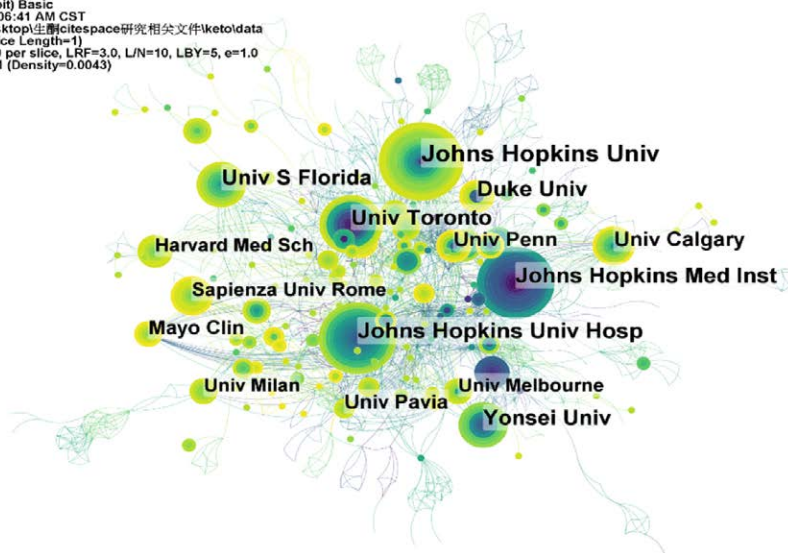 bit) Basic
06:41 AM CST
sktop\生酮citespace研究相关文件\keto\data
ce Length=1)
per slice, LRF=3.0, L/N=10, LBY=5, e=1.0
(Density=0.0043)
Johns Hopkins Univ
Univ S Florida
Duke Univ
Univ Toronto
Harvard Med Sch
Univ Penn
Univ Calgary
Johns Hopkins Med Inst
Sapienza Univ Rome
Mayo Clin
Johns Hopkins Univ Hosp
Univ Milan
Univ Melbourne
Univ Pavia
Yonsei Univ